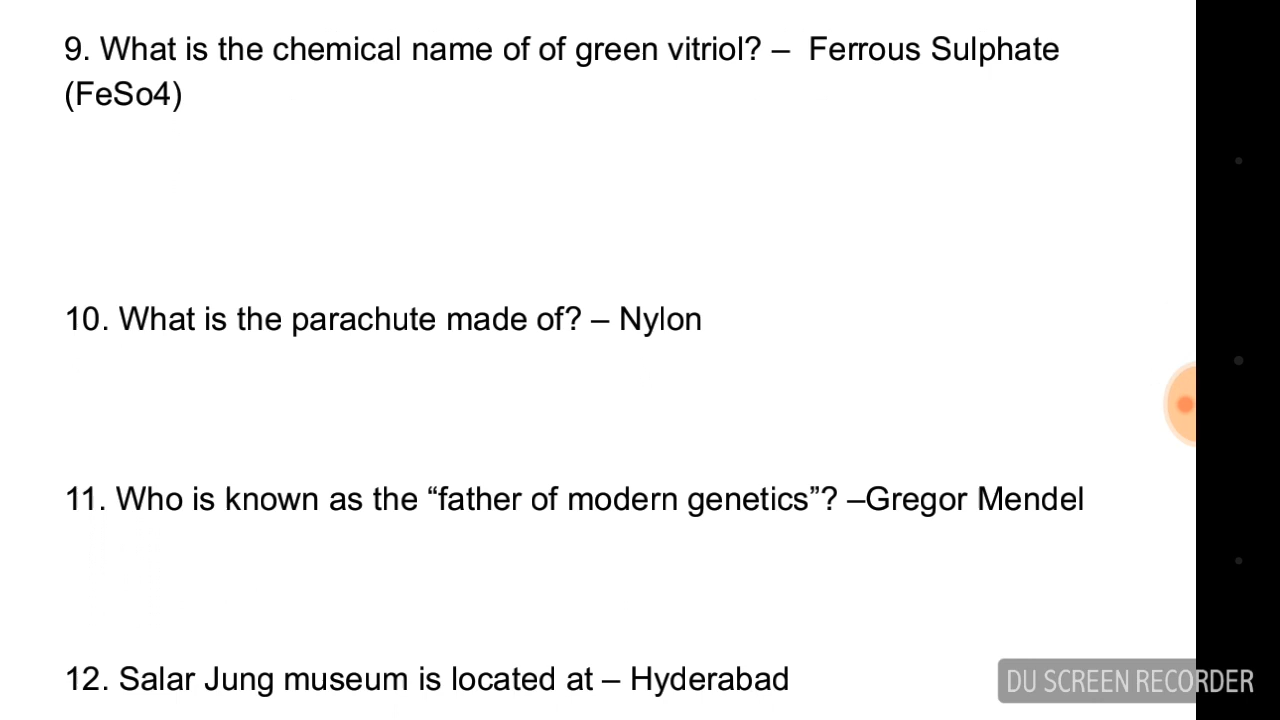 9. What is the chemical name of of green vitriol? –  Ferrous Sulphate
(FeSo4)
10. What is the parachute made of? – Nylon
11. Who is known as the “father of modern genetics”? –Gregor Mendel
12. Salar Jung museum is located at – Hyderabad
DU SCREEN RECORDER